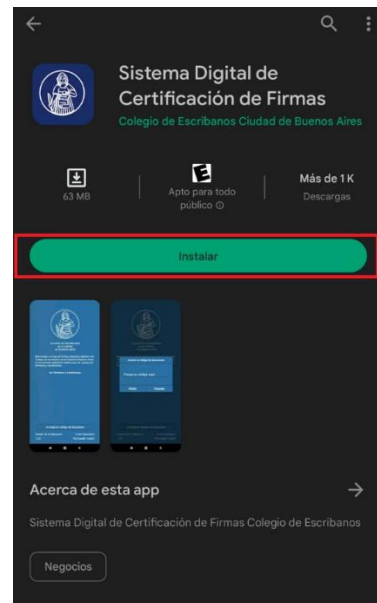 Sistema Digital de
Certificación de Firmas
Colegio de Escribanos Ciudad de Buenos Aires
63 MB
E
Apto para todo
público
Más de 1 K
Descargas
Instalar
Acerca de esta app
Sistema Digital de Certificación de Firmas Colegio de Escribanos
Negocios